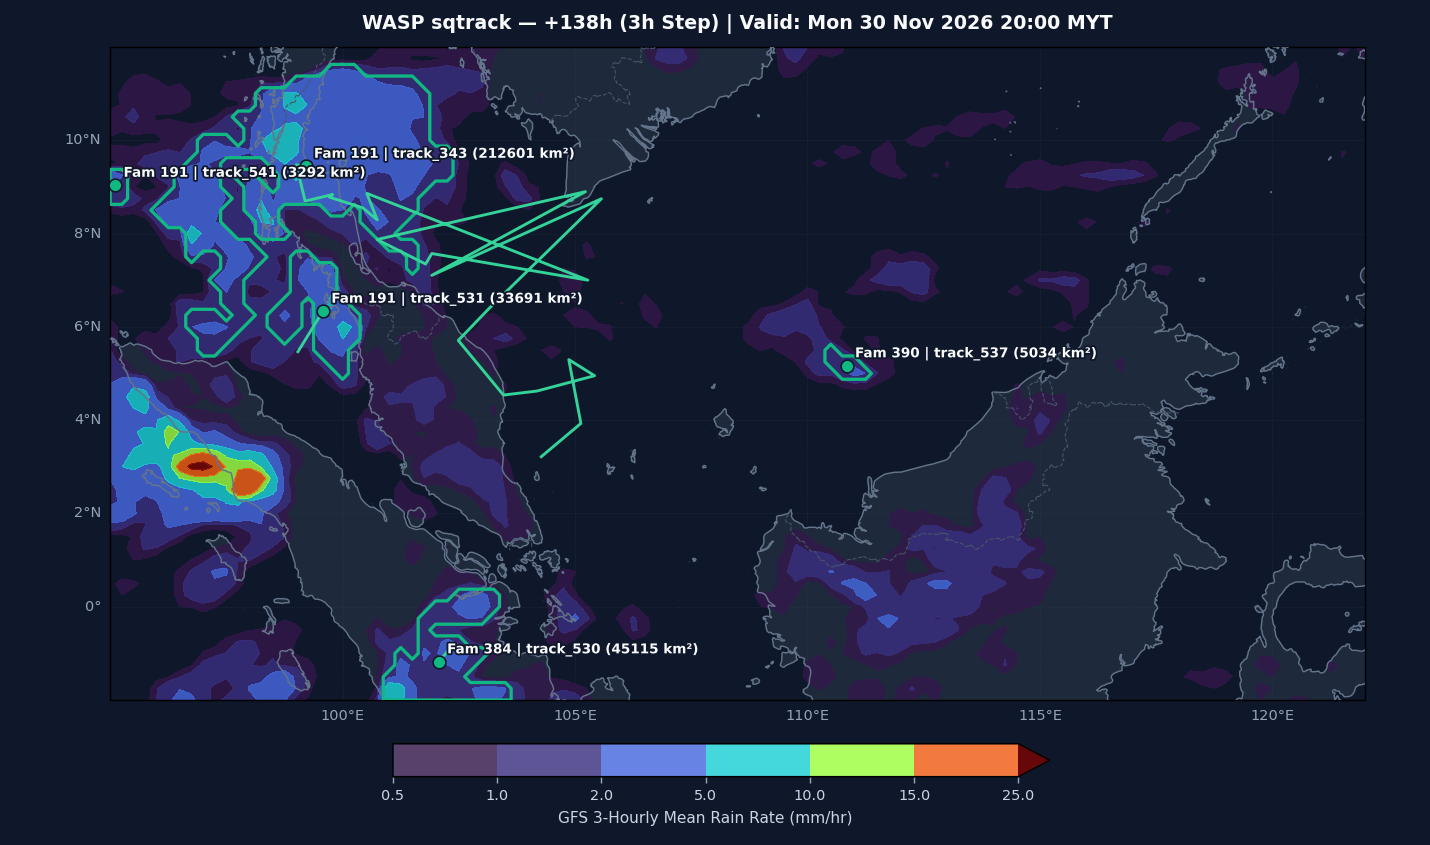 WASP sqtrack — +138h (3h Step) | Valid: Mon 30 Nov 2026 20:00 MYT
10°N
8°N
6°N
4°N
2°N
0°
Fam 191 | track_343 (212601 km²)
Fam 191 | track_541 (3292 km²)
Fam 191 | track_531 (33691 km²)
Fam 390 | track_537 (5034 km²)
Fam 384 | track_530 (45115 km²)
100°E 105°E 110°E 115°E 120°E
0.5 1.0 2.0 5.0 10.0 15.0 25.0
GFS 3-Hourly Mean Rain Rate (mm/hr)